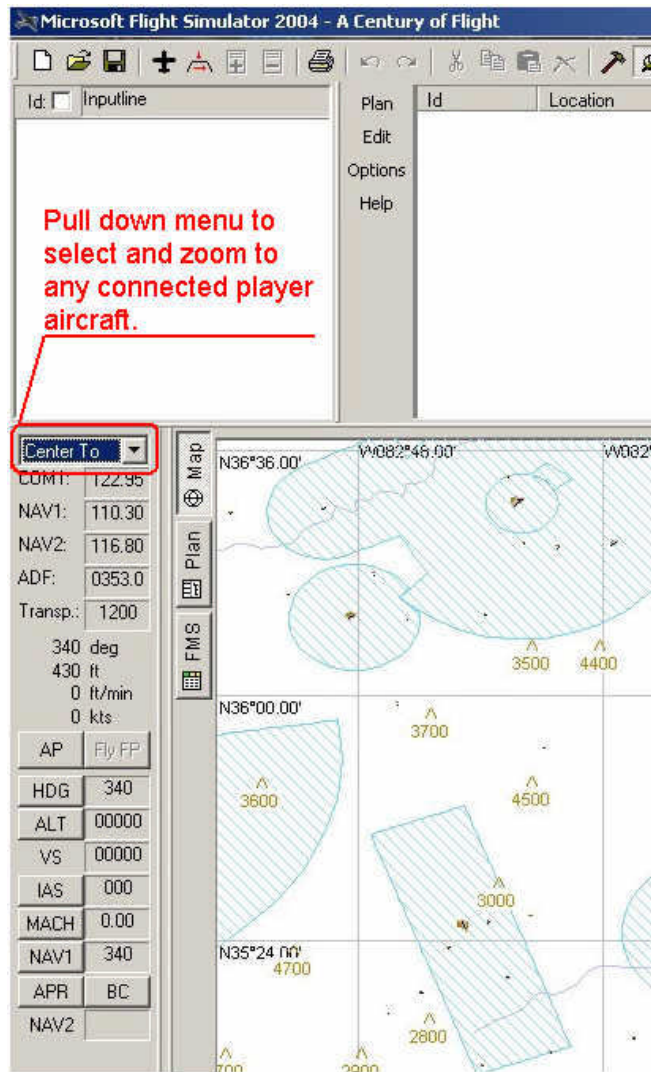 Microsoft Flight Simulator 2004 - A Century of Flight
Id:
Inputline
Plan
Edit
Options
Help
Id
Location
Pull down menu to
select and zoom to
any connected player
aircraft.
Center To
COM1: 122.95
NAV1: 110.30
NAV2: 116.80
ADF: 0353.0
Transp.: 1200
340 deg
430 ft
0 ft/min
0 kts
AP Fly FP
HDG 340
ALT 00000
VS 00000
IAS 000
MACH 0.00
NAV1 340
APR BC
NAV2
Map
Plan
FMS
N36°36.00'
W082°48.00'
3500
4400
N36°00.00'
3700
3600
4500
3000
N35°24.00'
4700
2800